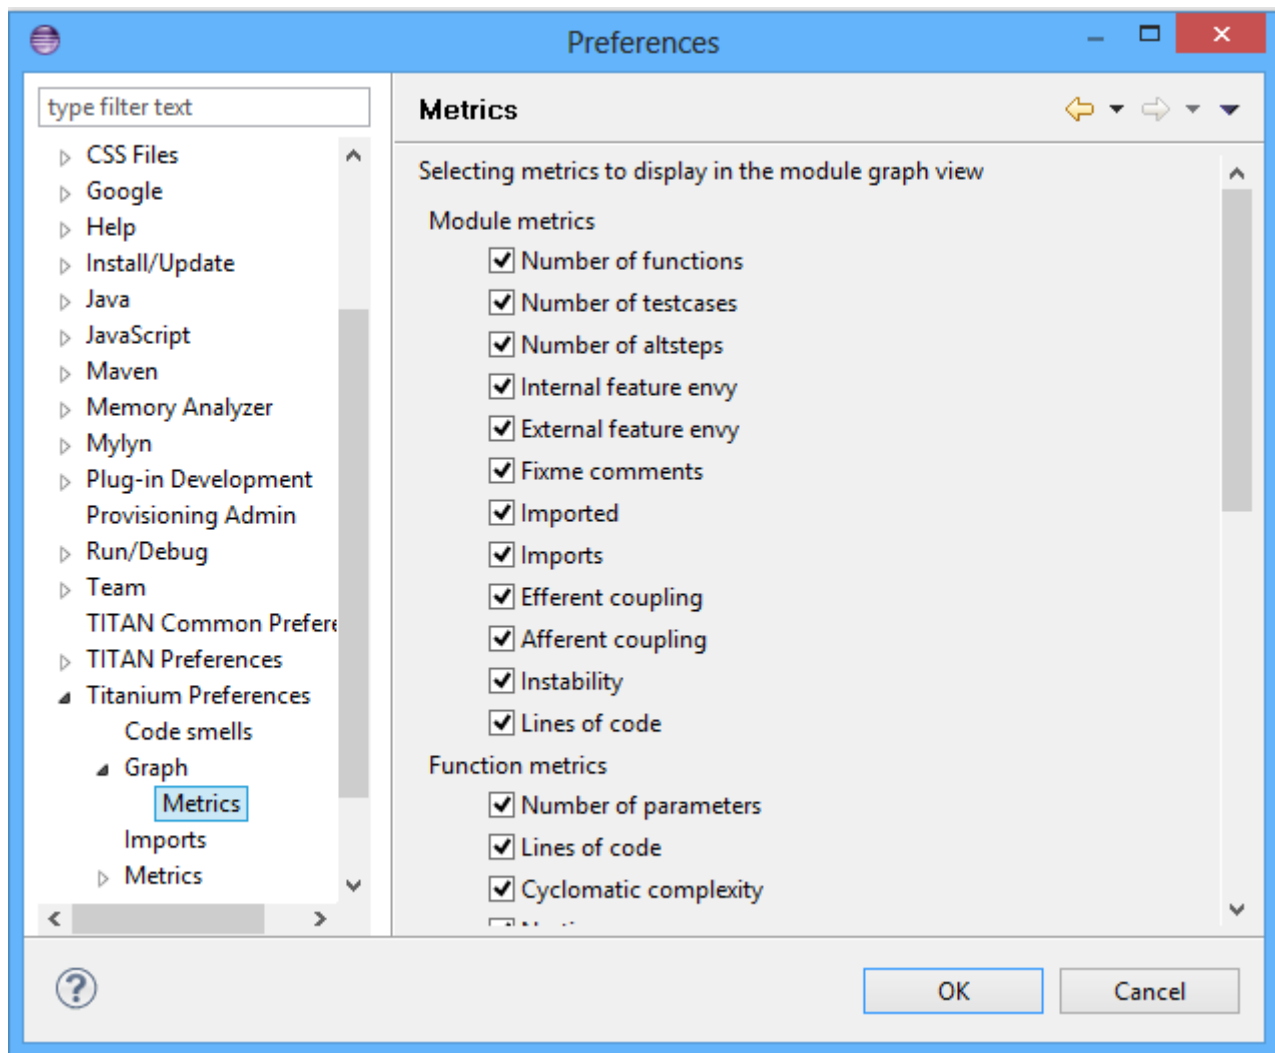 Preferences
type filter text
CSS Files
Google
Help
Install/Update
Java
JavaScript
Maven
Memory Analyzer
Mylyn
Plug-in Development
Provisioning Admin
Run/Debug
Team
TITAN Common Prefere
TITAN Preferences
Titanium Preferences
Code smells
Graph
Metrics
Imports
Metrics
Metrics
Selecting metrics to display in the module graph view
Module metrics
Number of functions
Number of testcases
Number of altsteps
Internal feature envy
External feature envy
Fixme comments
Imported
Imports
Efferent coupling
Afferent coupling
Instability
Lines of code
Function metrics
Number of parameters
Lines of code
Cyclomatic complexity
OK
Cancel